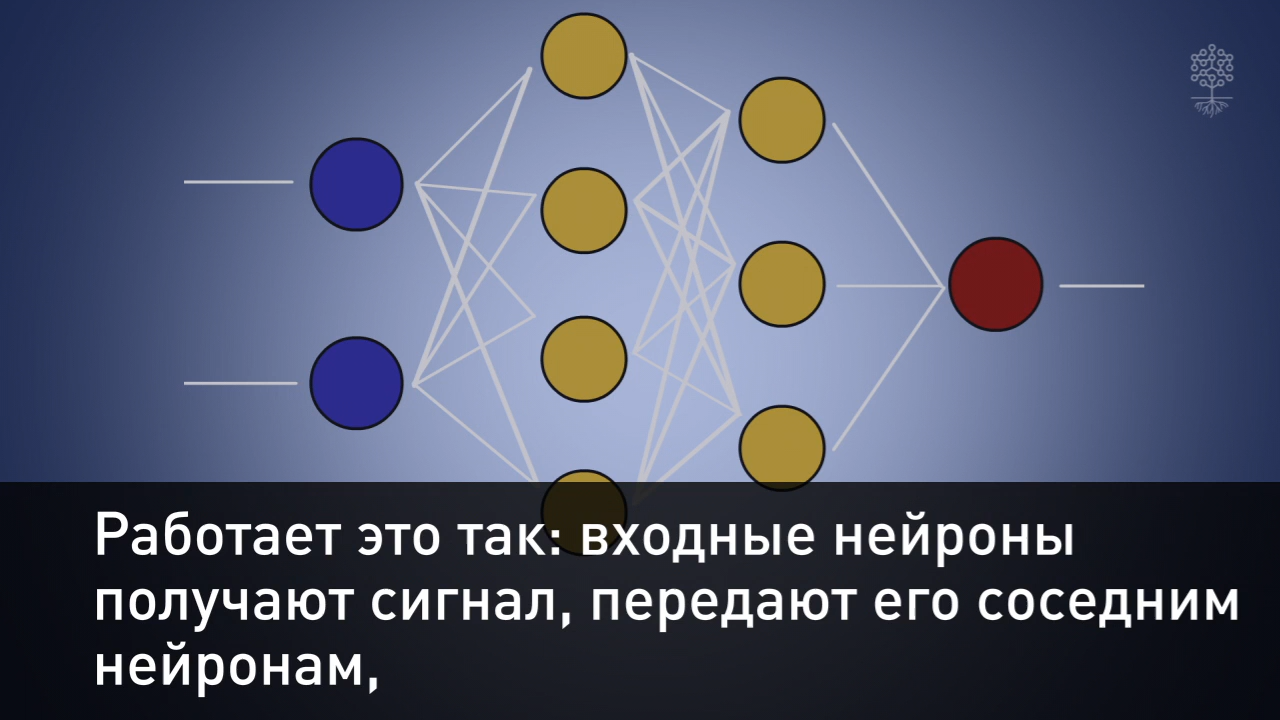 Работает это так: входные нейроны
получают сигнал, передают его соседним
нейронам,